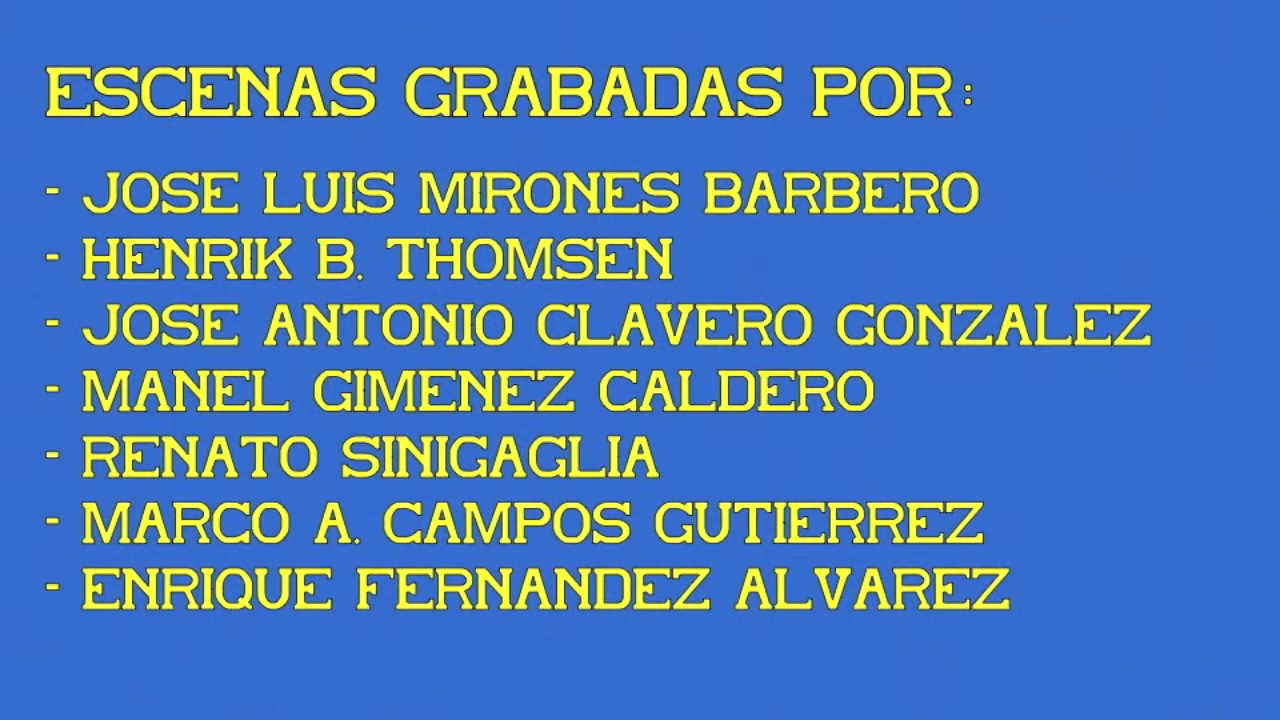 ESCENAS GRABADAS POR:
- JOSE LUIS MIRONES BARBERO
- HENRIK B. THOMSEN
- JOSE ANTONIO CLAVERO GONZALEZ
- MANEL GIMENEZ CALDERO
- RENATO SINIGAGLIA
- MARCO A. CAMPOS GUTIERREZ
- ENRIQUE FERNANDEZ ALVAREZ